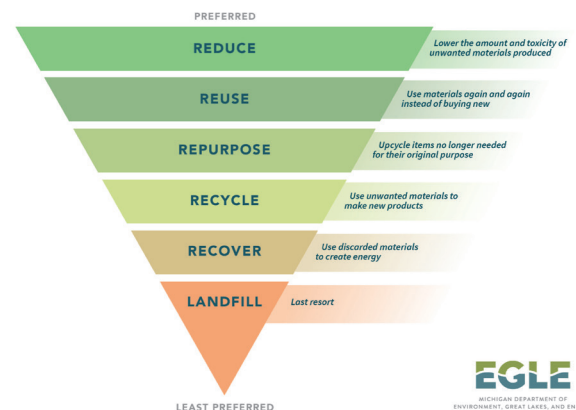 PREFERRED
REDUCE
Lower the amount and toxicity of
unwanted materials produced
REUSE
Use materials again and again
instead of buying new
REPURPOSE
Upcycle items no longer needed
for their original purpose
RECYCLE
Use unwanted materials to
make new products
RECOVER
Use discarded materials
to create energy
LANDFILL
Last resort
LEAST PREFERRED
EGLE
MICHIGAN DEPARTMENT OF
ENVIRONMENT, GREAT LAKES, AND EN